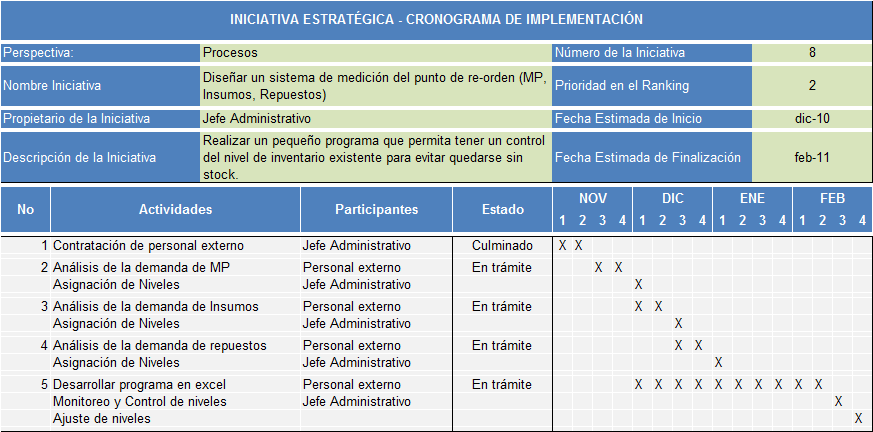 INICIATIVA ESTRATÉGICA - CRONOGRAMA DE IMPLEMENTACIÓN
Perspectiva: Procesos Número de la Iniciativa 8
Nombre Iniciativa Diseñar un sistema de medición del punto de re-orden (MP,
Insumos, Repuestos) Prioridad en el Ranking 2
Propietario de la Iniciativa Jefe Administrativo Fecha Estimada de Inicio dic-10
Descripción de la Iniciativa Realizar un pequeño programa que permita tener un control
del nivel de inventario existente para evitar quedarse sin
stock. Fecha Estimada de Finalización feb-11
No Actividades Participantes Estado NOV DIC ENE FEB
1 2 3 4 1 2 3 4 1 2 3 4 1 2 3 4
1 Contratación de personal externo Jefe Administrativo Culminado X X
2 Análisis de la demanda de MP Personal externo En trámite X X
Asignación de Niveles Jefe Administrativo X
3 Análisis de la demanda de Insumos Personal externo En trámite X X
Asignación de Niveles Jefe Administrativo X
4 Análisis de la demanda de repuestos Personal externo En trámite X X
Asignación de Niveles Jefe Administrativo X
5 Desarrollar programa en excel Personal externo En trámite X X X X X X X X X X
Monitoreo y Control de niveles Jefe Administrativo X
Ajuste de niveles X